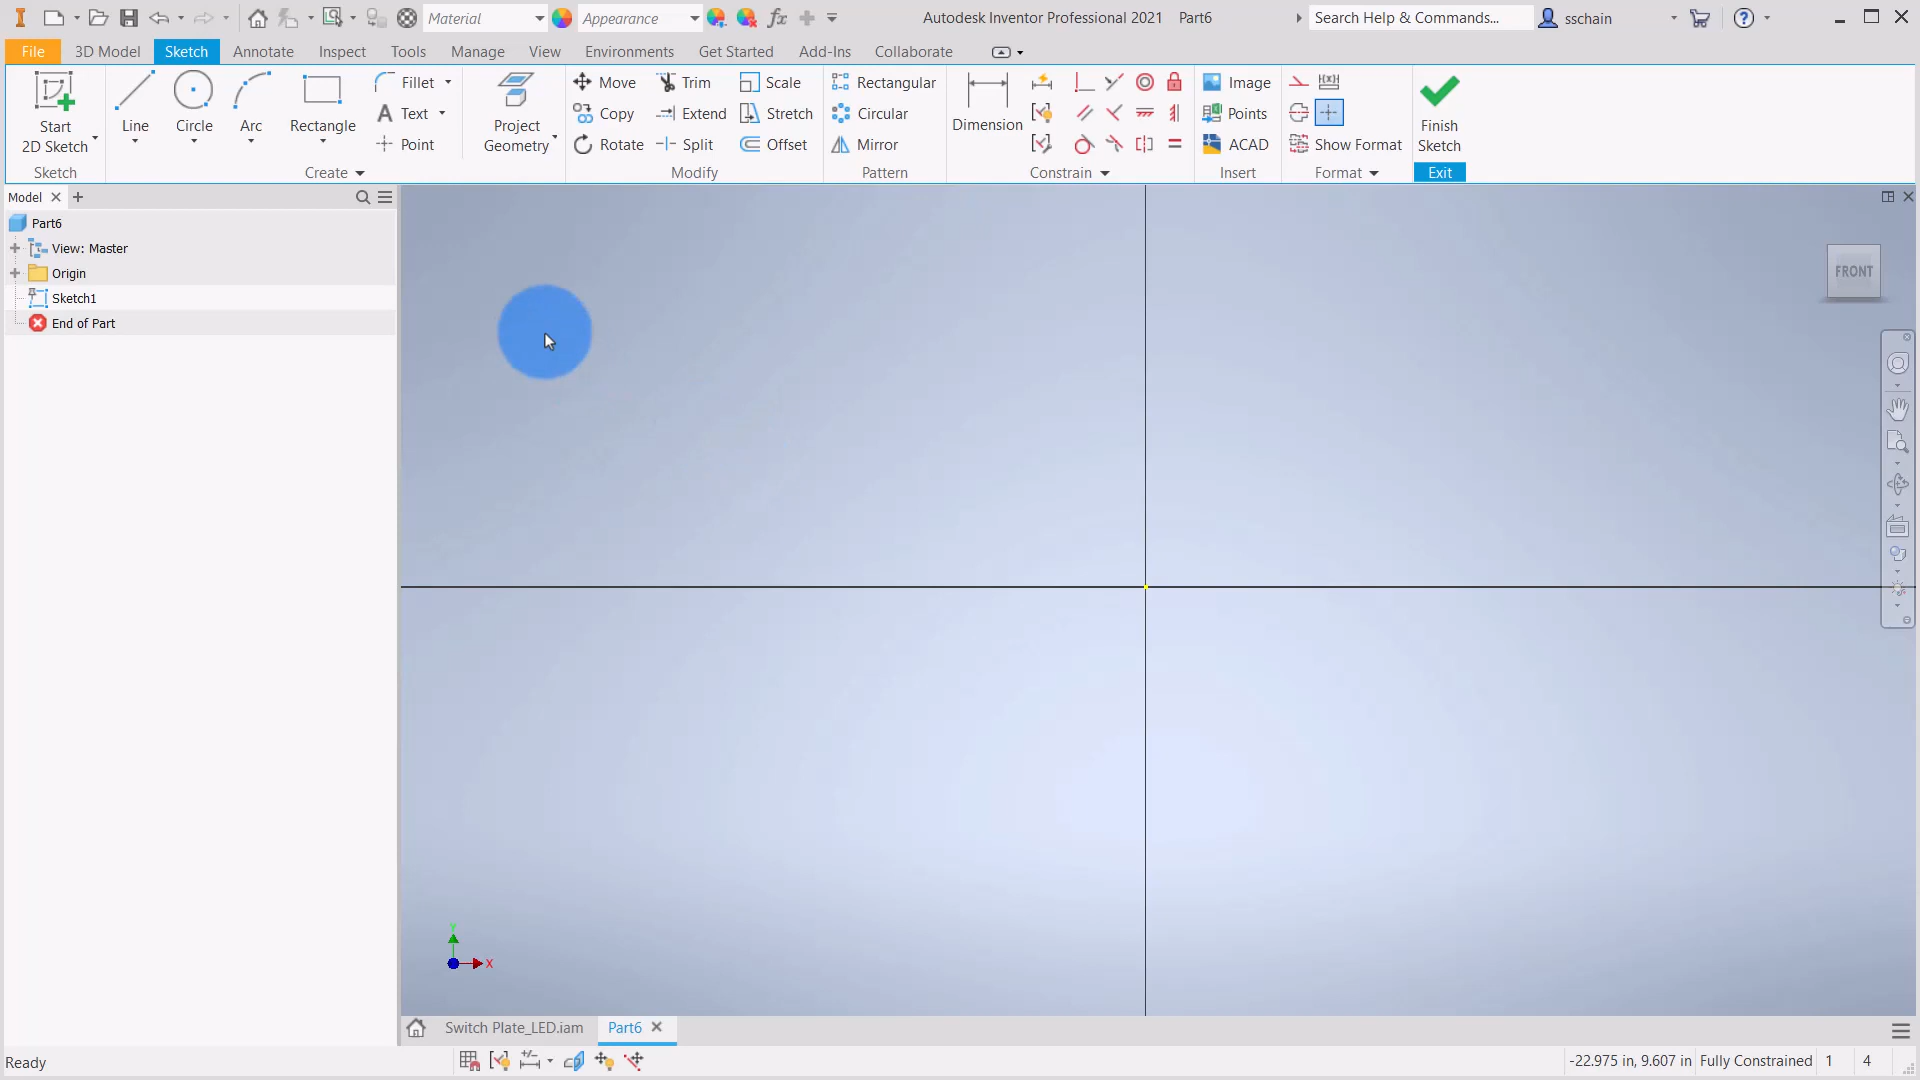 Material
Appearance
fx
Autodesk Inventor Professional 2021 Part6
Search Help & Commands...
sschain
File 3D Model Sketch Annotate Inspect Tools Manage View Environments Get Started Add-Ins Collaborate
Start
2D Sketch
Line
Circle
Arc
Rectangle
Fillet
Text
Point
Project
Geometry
Move
Copy
Rotate
Trim
Extend
Split
Scale
Stretch
Offset
Rectangular
Circular
Mirror
Dimension
Image
Points
ACAD
Show Format
Finish
Sketch
Sketch Create Modify Pattern Constrain Insert Format Exit
Model
Part6
View: Master
Origin
Sketch1
End of Part
FRONT
Y
X
Switch Plate_LED.iam Part6
Ready
-22.975 in, 9.607 in Fully Constrained 1 4